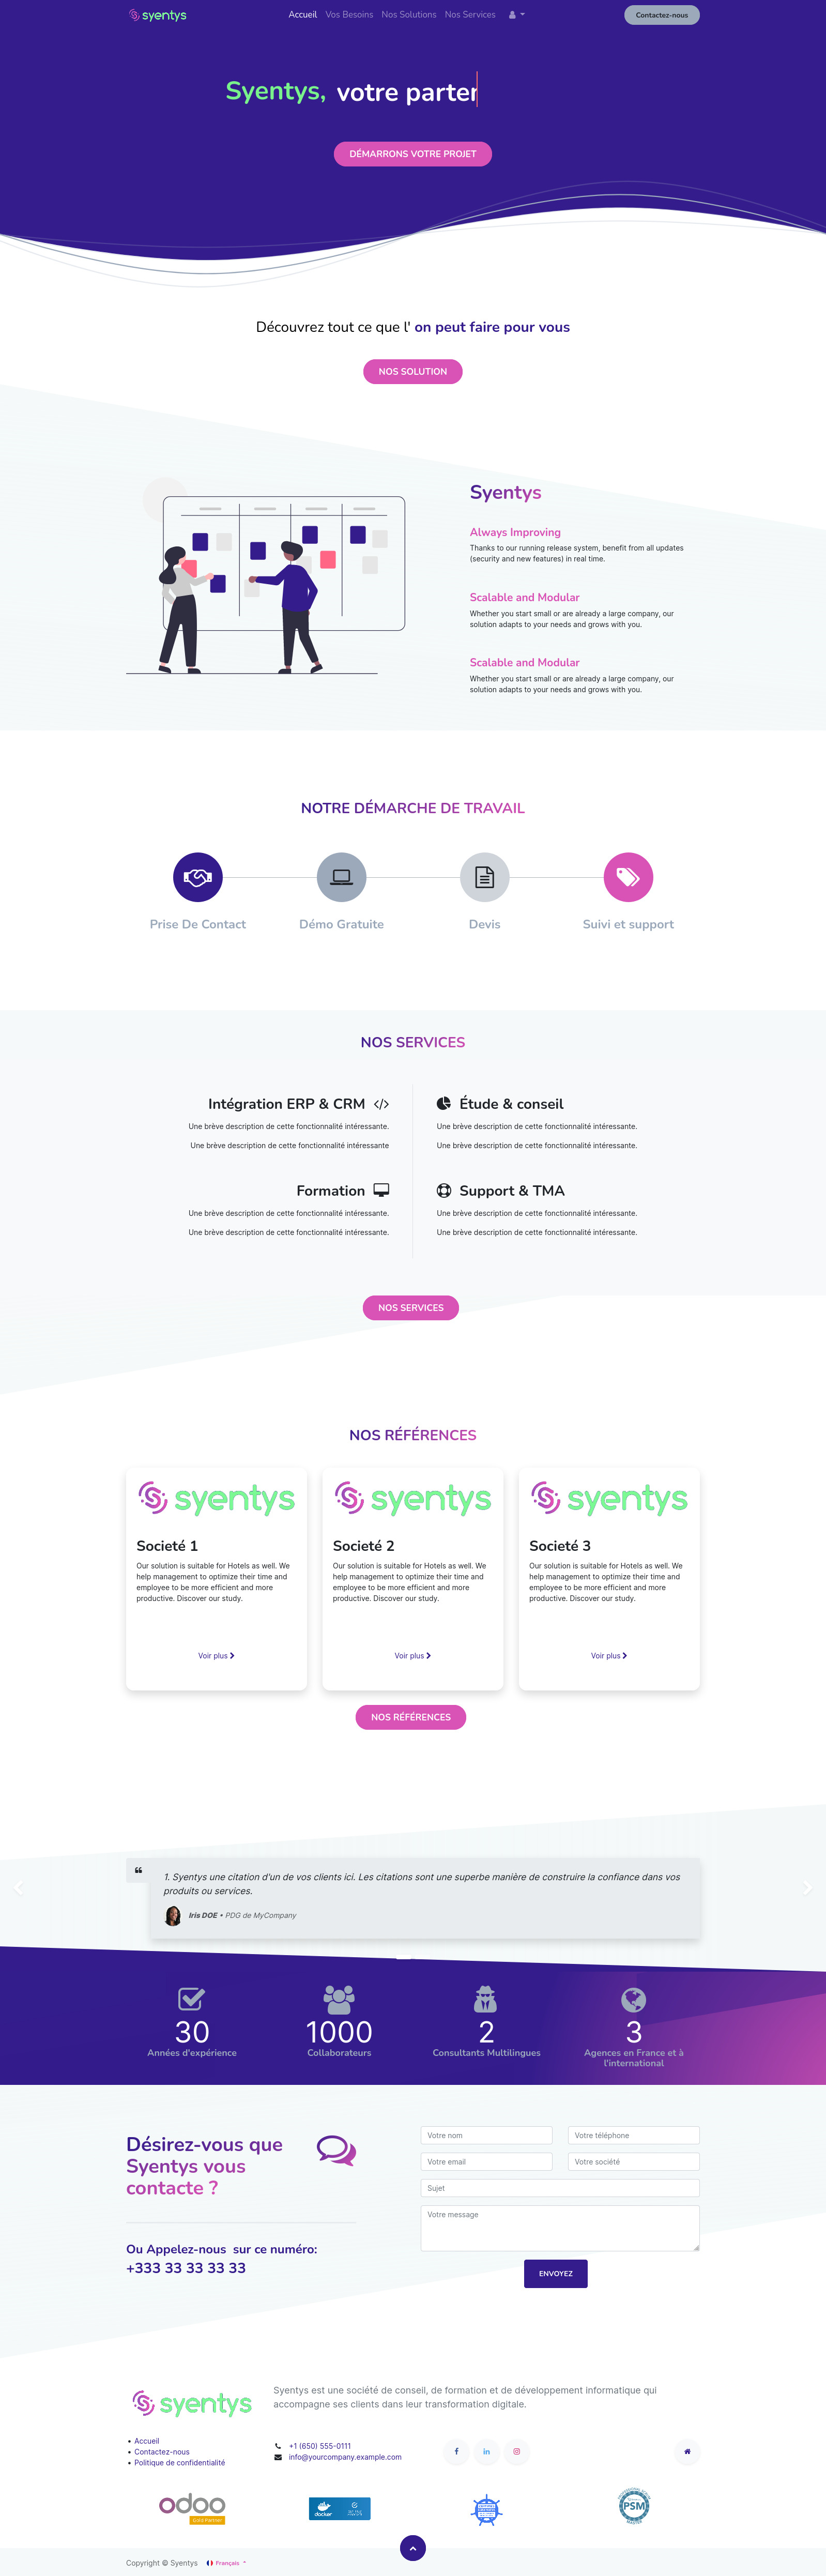 syentys
Accueil
Vos Besoins
Nos Solutions
Nos Services
Contactez-nous
Syentys, votre parter
DÉMARRONS VOTRE PROJET
Découvrez tout ce que l' on peut faire pour vous
NOS SOLUTION
Syentys
Always Improving
Thanks to our running release system, benefit from all updates
(security and new features) in real time.
Scalable and Modular
Whether you start small or are already a large company, our
solution adapts to your needs and grows with you.
Scalable and Modular
Whether you start small or are already a large company, our
solution adapts to your needs and grows with you.
NOTRE DÉMARCHE DE TRAVAIL
Prise De Contact
Démo Gratuite
Devis
Suivi et support
NOS SERVICES
Intégration ERP & CRM
Une brève description de cette fonctionnalité intéressante.
Une brève description de cette fonctionnalité intéressante
Étude & conseil
Une brève description de cette fonctionnalité intéressante.
Une brève description de cette fonctionnalité intéressante.
Formation
Une brève description de cette fonctionnalité intéressante.
Une brève description de cette fonctionnalité intéressante.
Support & TMA
Une brève description de cette fonctionnalité intéressante.
Une brève description de cette fonctionnalité intéressante.
NOS SERVICES
NOS RÉFÉRENCES
syentys
Societé 1
Our solution is suitable for Hotels as well. We
help management to optimize their time and
employee to be more efficient and more
productive. Discover our study.
Voir plus
syentys
Societé 2
Our solution is suitable for Hotels as well. We
help management to optimize their time and
employee to be more efficient and more
productive. Discover our study.
Voir plus
syentys
Societé 3
Our solution is suitable for Hotels as well. We
help management to optimize their time and
employee to be more efficient and more
productive. Discover our study.
Voir plus
NOS RÉFÉRENCES
1. Syentys une citation d'un de vos clients ici. Les citations sont une superbe manière de construire la confiance dans vos
produits ou services.
Iris DOE • PDG de MyCompany
30
Années d'expérience
1000
Collaborateurs
2
Consultants Multilingues
3
Agences en France et à
l'international
Désirez-vous que
Syentys vous
contacte ?
Ou Appelez-nous sur ce numéro:
+333 33 33 33 33
Votre nom
Votre téléphone
Votre email
Votre société
Sujet
Votre message
ENVOYEZ
syentys
Syentys est une société de conseil, de formation et de développement informatique qui
accompagne ses clients dans leur transformation digitale.
• Accueil
• Contactez-nous
• Politique de confidentialité
+1 (650) 555-0111
info@yourcompany.example.com
odoo
docker
PSM
Copyright © Syentys
Français